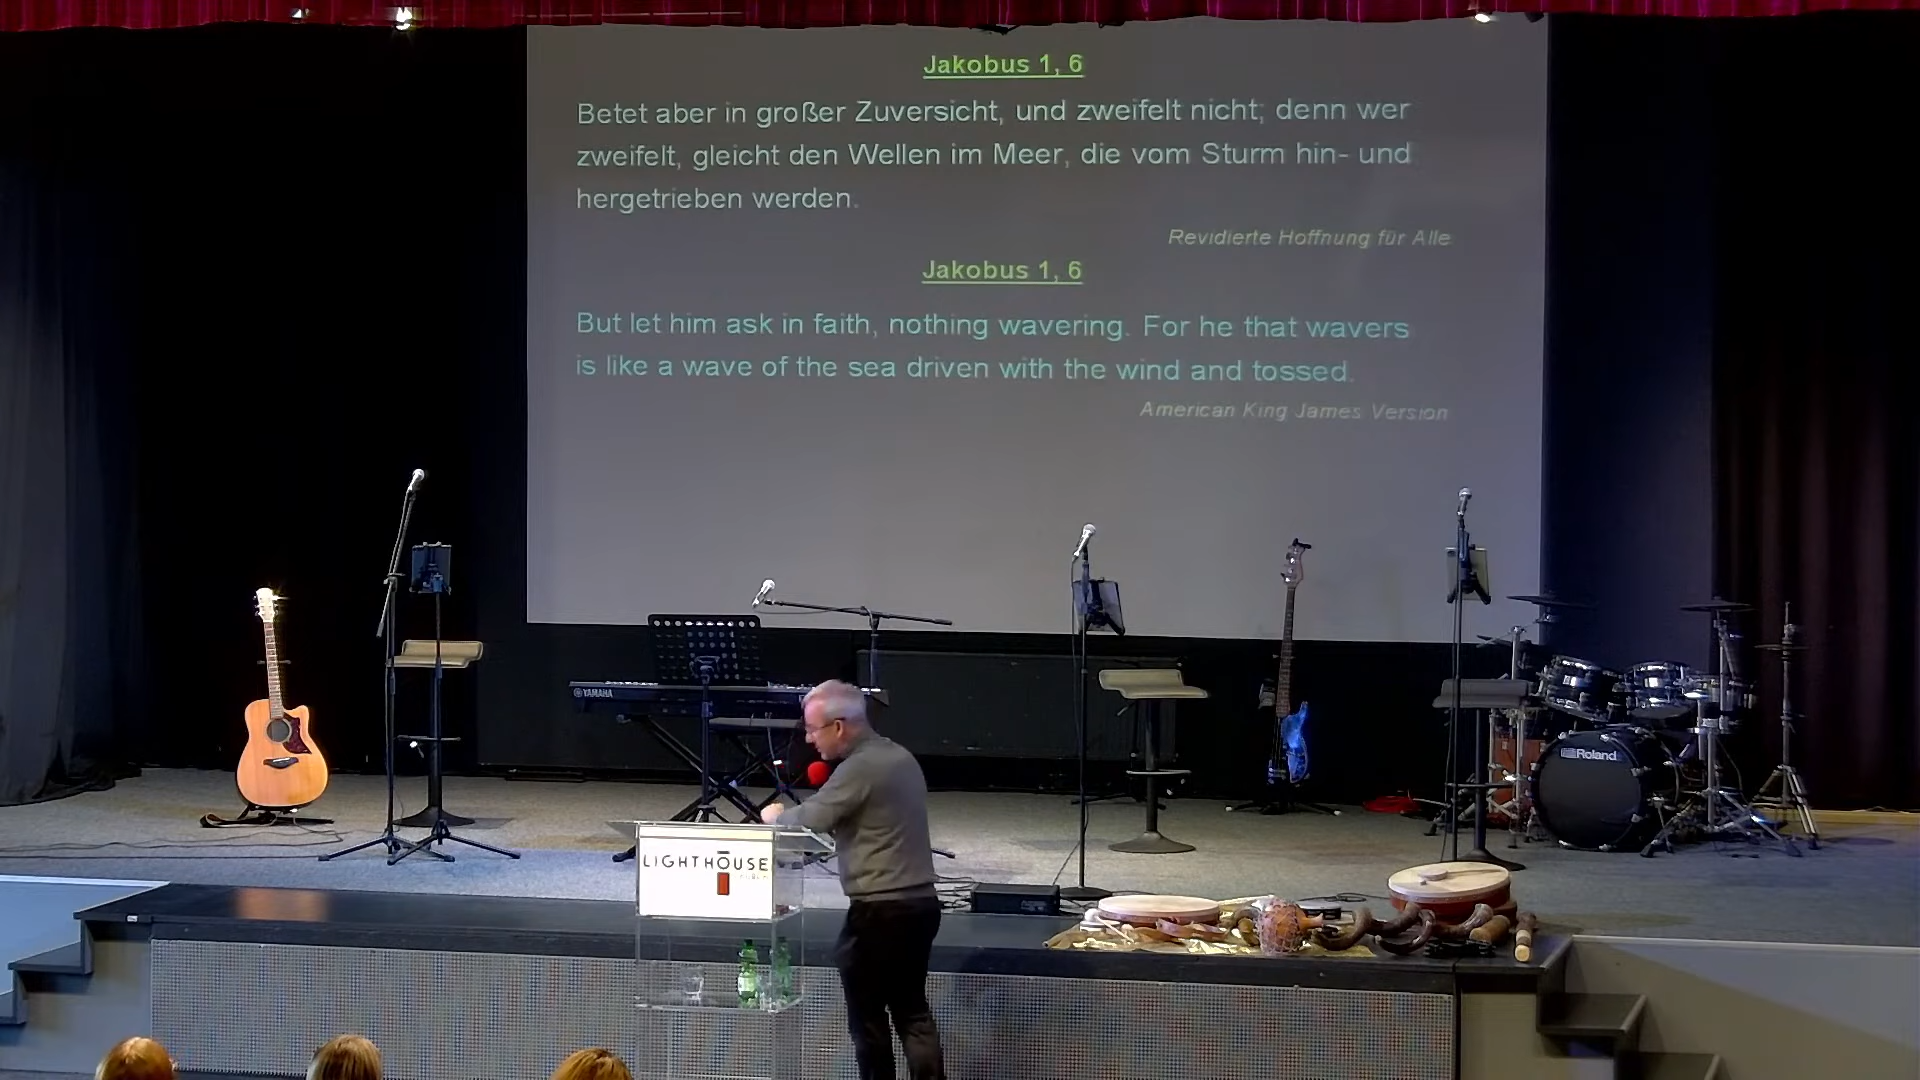 Jakobus 1, 6
Betet aber in großer Zuversicht, und zweifelt nicht; denn wer
zweifelt, gleicht den Wellen im Meer, die vom Sturm hin- und
hergetrieben werden.
Revidierte Hoffnung für Alle
Jakobus 1, 6
But let him ask in faith, nothing wavering. For he that wavers
is like a wave of the sea driven with the wind and tossed.
American King James Version
YAMAHA
Roland
LIGHTHOUSE